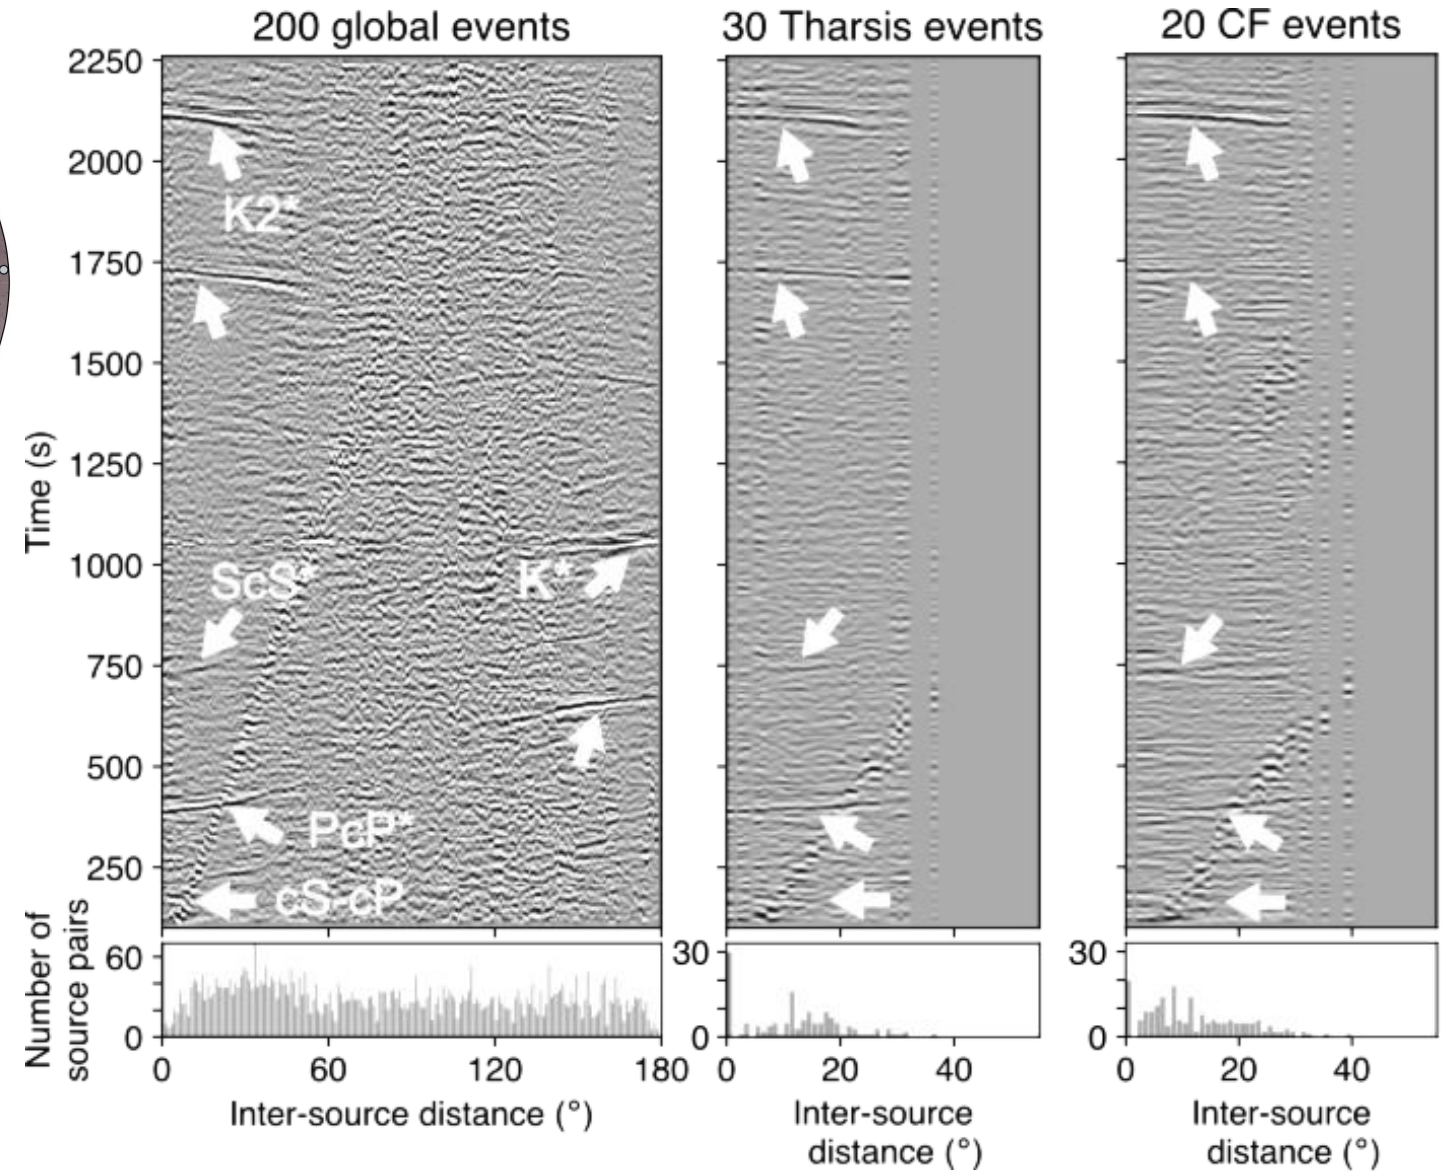 200 global events
30 Tharsis events
20 CF events
2250
2000
1750
1500
1250
1000
750
500
250
Time (s)
K2*
ScS*
K*
PcP*
cS-cP
Number of
source pairs
60
0
30
0
30
0
0
60
120
180
0
20
40
0
20
40
Inter-source distance (°)
Inter-source
distance (°)
Inter-source
distance (°)